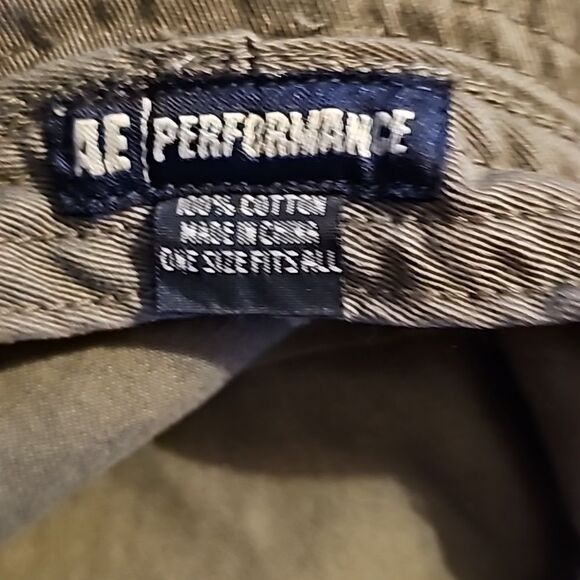 AE | PERFORMANCE
100% COTTON
MADE IN CHINA
ONE SIZE FITS ALL